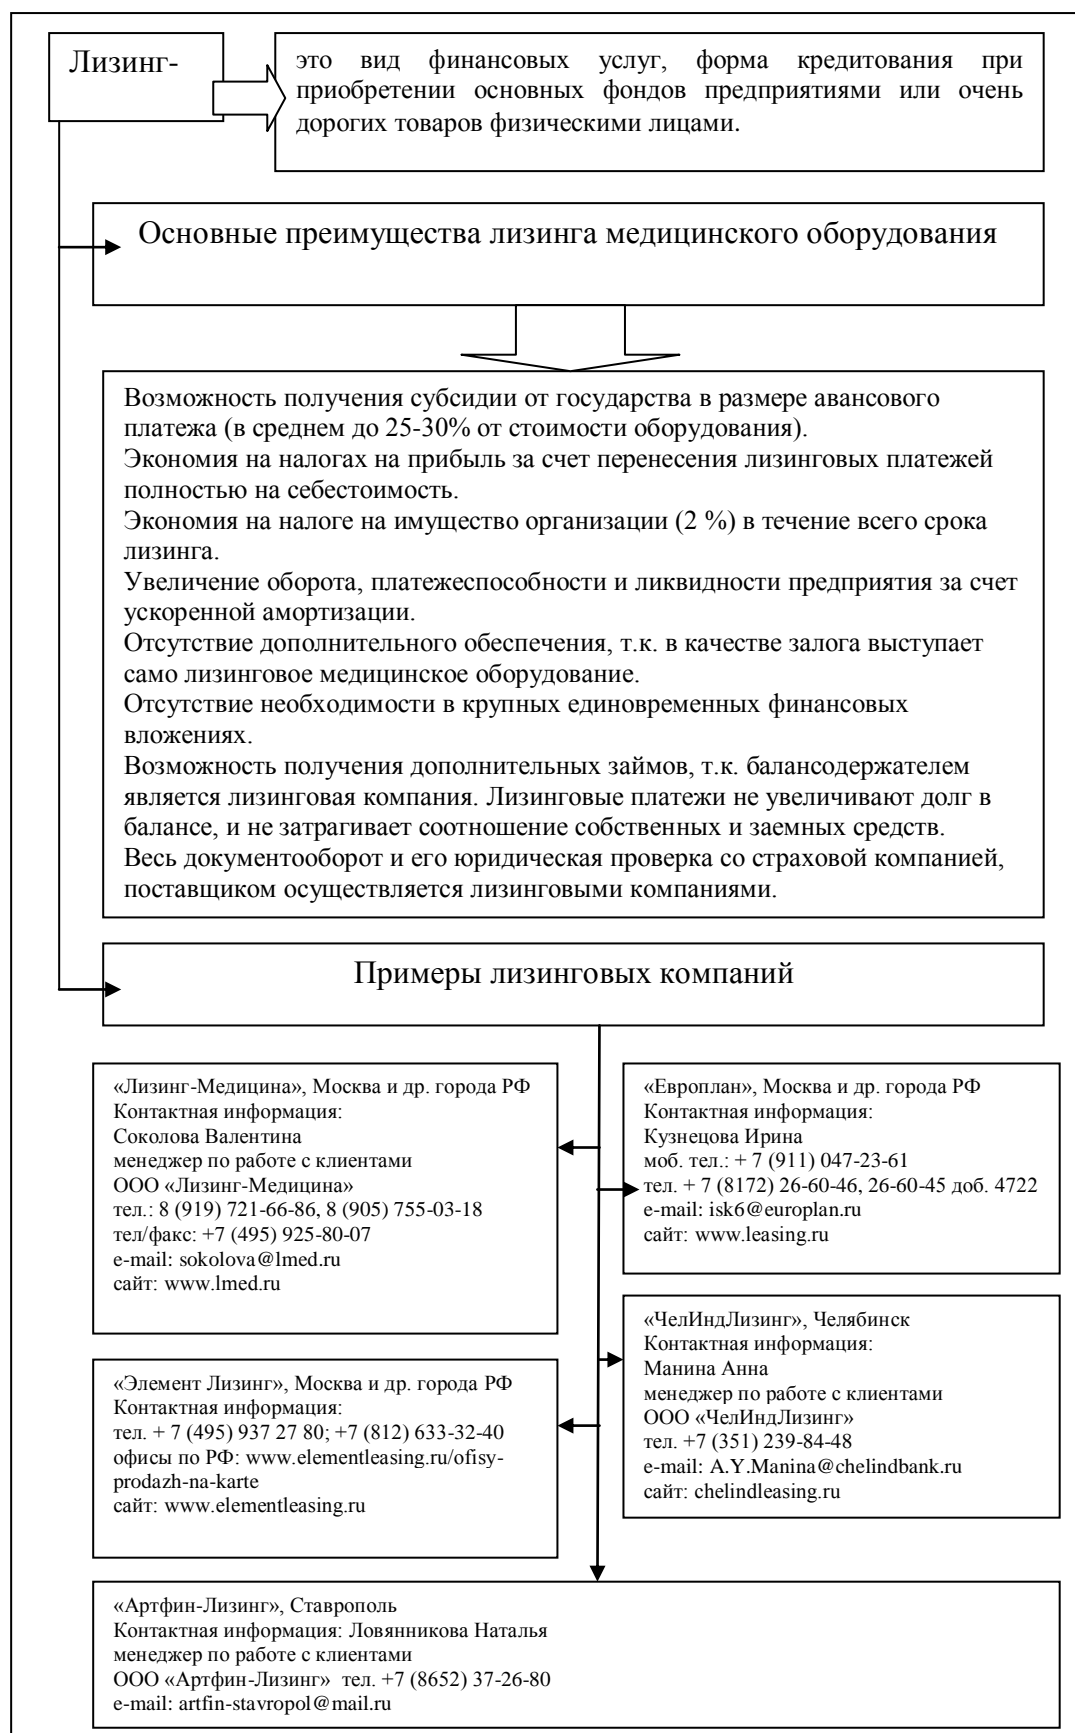 Лизинг-
это вид финансовых услуг, форма кредитования при
приобретении основных фондов предприятиями или очень
дорогих товаров физическими лицами.
Основные преимущества лизинга медицинского оборудования
Возможность получения субсидии от государства в размере авансового
платежа (в среднем до 25-30% от стоимости оборудования).
Экономия на налогах на прибыль за счет перенесения лизинговых платежей
полностью на себестоимость.
Экономия на налоге на имущество организации (2 %) в течение всего срока
лизинга.
Увеличение оборота, платежеспособности и ликвидности предприятия за счет
ускоренной амортизации.
Отсутствие дополнительного обеспечения, т.к. в качестве залога выступает
само лизинговое медицинское оборудование.
Отсутствие необходимости в крупных единовременных финансовых
вложениях.
Возможность получения дополнительных займов, т.к. балансодержателем
является лизинговая компания. Лизинговые платежи не увеличивают долг в
балансе, и не затрагивает соотношение собственных и заемных средств.
Весь документооборот и его юридическая проверка со страховой компанией,
поставщиком осуществляется лизинговыми компаниями.
Примеры лизинговых компаний
«Лизинг-Медицина», Москва и др. города РФ
Контактная информация:
Соколова Валентина
менеджер по работе с клиентами
ООО «Лизинг-Медицина»
тел.: 8 (919) 721-66-86, 8 (905) 755-03-18
тел/факс: +7 (495) 925-80-07
e-mail: sokolova@lmed.ru
сайт: www.lmed.ru
«Европлан», Москва и др. города РФ
Контактная информация:
Кузнецова Ирина
моб. тел.: + 7 (911) 047-23-61
тел. + 7 (8172) 26-60-46, 26-60-45 доб. 4722
e-mail: isk6@europlan.ru
сайт: www.leasing.ru
«Элемент Лизинг», Москва и др. города РФ
Контактная информация:
тел. + 7 (495) 937 27 80; +7 (812) 633-32-40
офисы по РФ: www.elementleasing.ru/ofisy-
prodazh-na-karte
сайт: www.elementleasing.ru
«ЧелИндЛизинг», Челябинск
Контактная информация:
Манина Анна
менеджер по работе с клиентами
ООО «ЧелИндЛизинг»
тел. +7 (351) 239-84-48
e-mail: A.Y.Manina@chelindbank.ru
сайт: chelindleasing.ru
«Артфин-Лизинг», Ставрополь
Контактная информация: Ловянникова Наталья
менеджер по работе с клиентами
ООО «Артфин-Лизинг»  тел. +7 (8652) 37-26-80
e-mail: artfin-stavropol@mail.ru